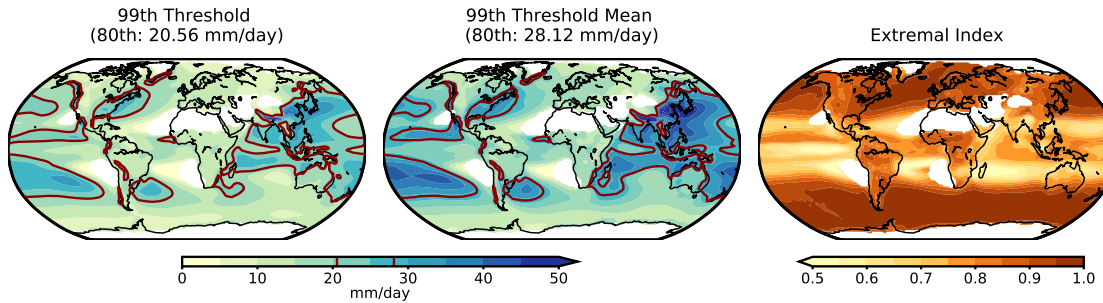 99th Threshold
(80th: 20.56 mm/day)
99th Threshold Mean
(80th: 28.12 mm/day)
Extremal Index
0 10 20 30 40 50
mm/day
0.5 0.6 0.7 0.8 0.9 1.0